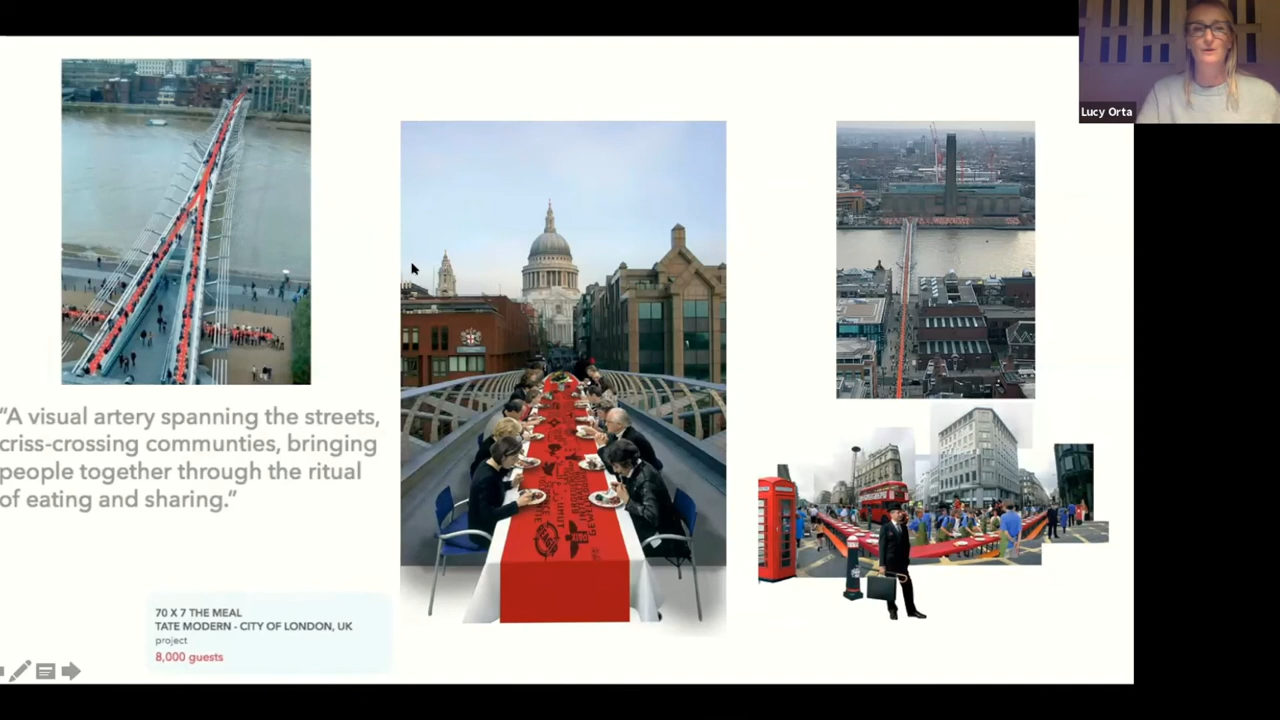 Lucy Orta
“A visual artery spanning the streets,
criss-crossing communties, bringing
people together through the ritual
of eating and sharing.”
70 X 7 THE MEAL
TATE MODERN - CITY OF LONDON, UK
project
8,000 guests